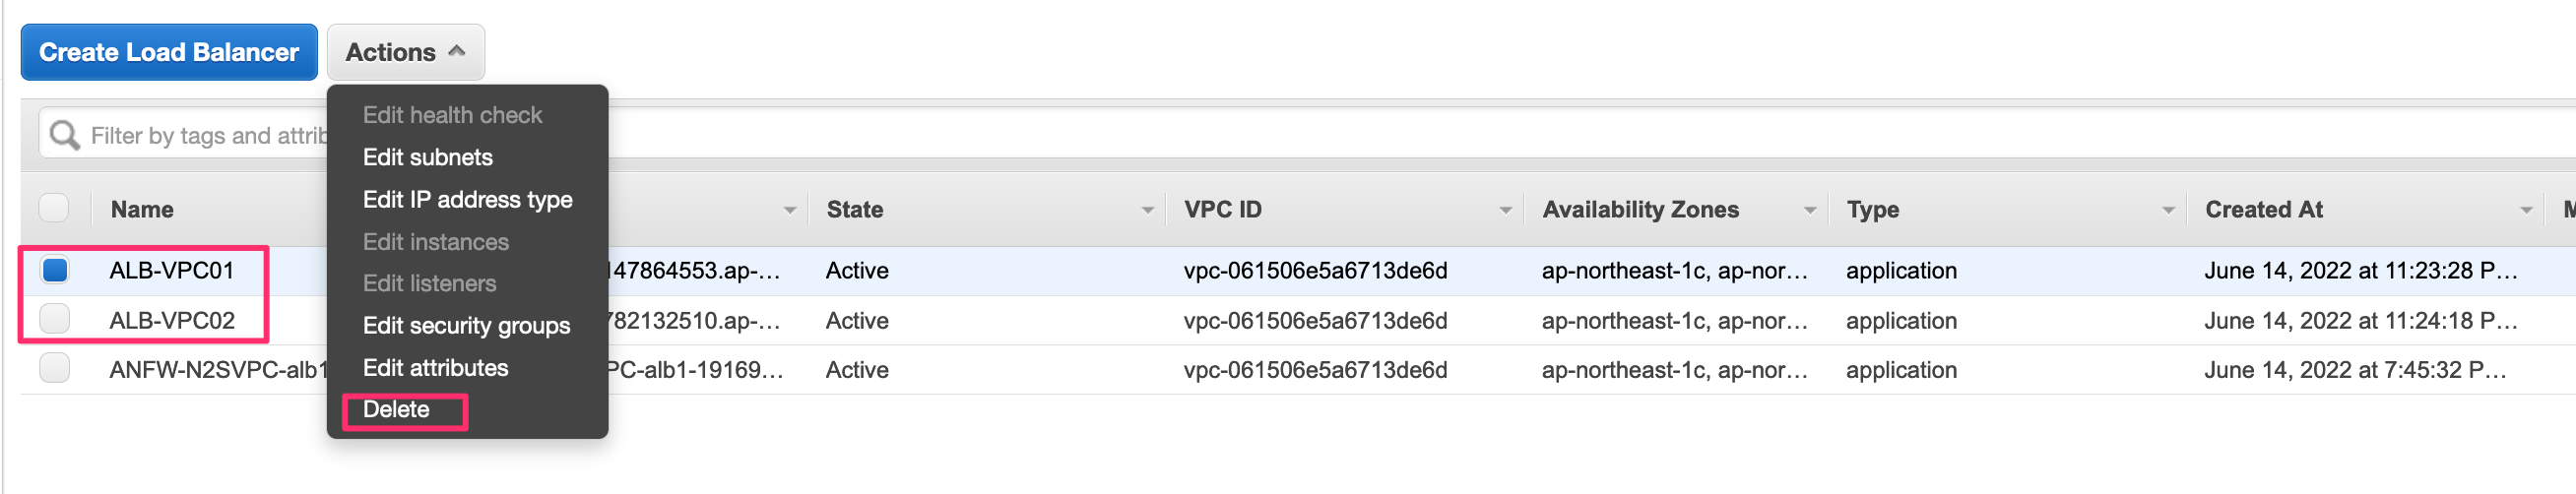 Create Load Balancer Actions
Edit health check
Filter by tags and attrib
Edit subnets
Edit IP address type
Name State VPC ID Availability Zones Type Created At M
Edit instances
ALB-VPC01 147864553.ap-... Active vpc-061506e5a6713de6d ap-northeast-1c, ap-nor... application June 14, 2022 at 11:23:28 P...
Edit listeners
ALB-VPC02 782132510.ap-... Active vpc-061506e5a6713de6d ap-northeast-1c, ap-nor... application June 14, 2022 at 11:24:18 P...
Edit security groups
ANFW-N2SVPC-alb1 PC-alb1-19169... Active vpc-061506e5a6713de6d ap-northeast-1c, ap-nor... application June 14, 2022 at 7:45:32 P...
Edit attributes
Delete